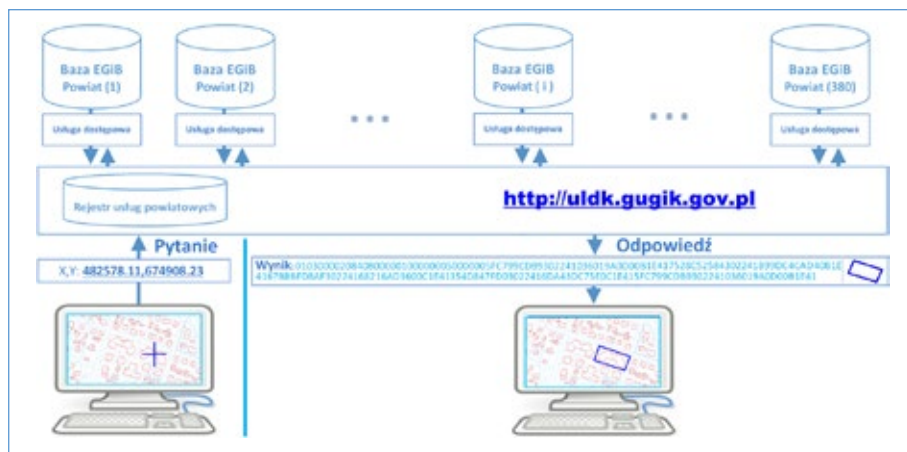 Baza EGiB
Powiat (1)
Baza EGiB
Powiat (2)
Baza EGiB
Powiat ( i )
Baza EGiB
Powiat (380)
Usługa dostępowa
Usługa dostępowa
Usługa dostępowa
Usługa dostępowa
...
...
Rejestr usług powiatowych
http://uldk.gugik.gov.pl
Pytanie
Odpowiedź
X,Y: 482578.11,674908.23
Wynik: